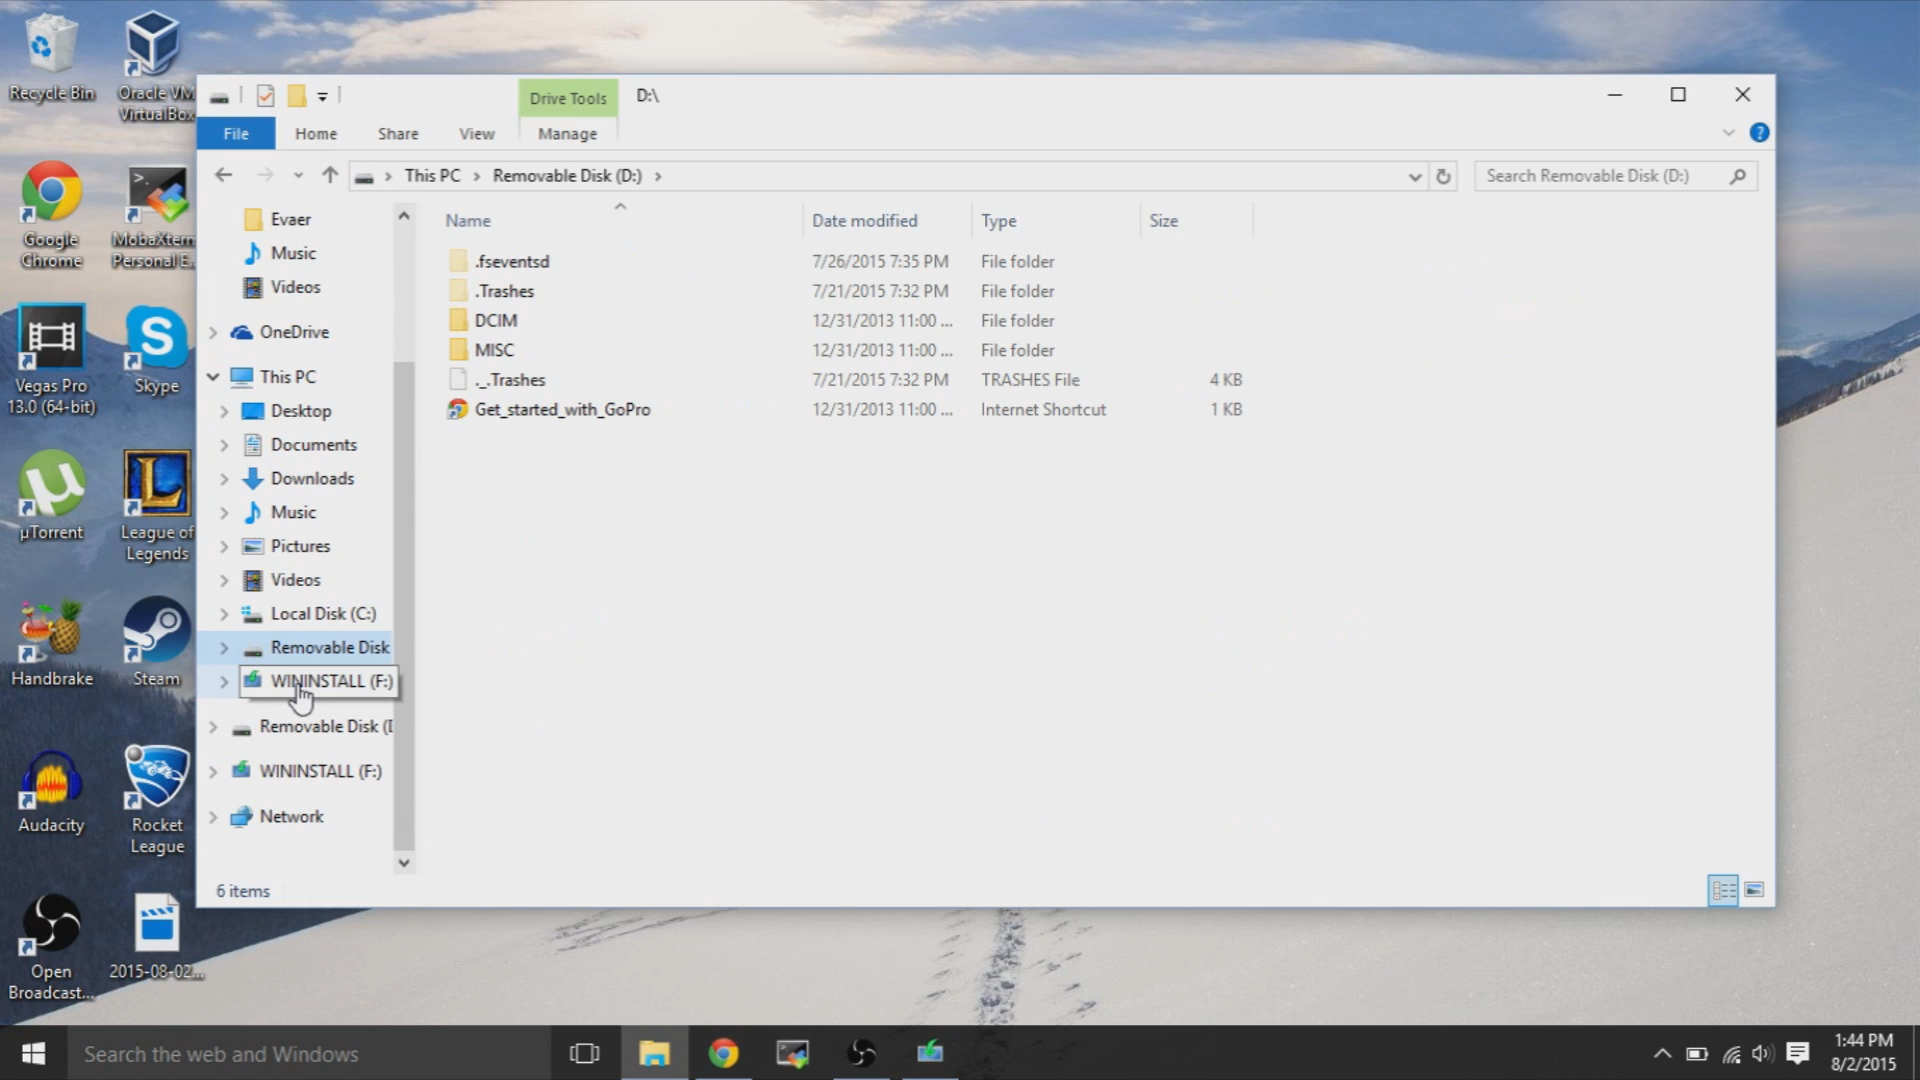 Recycle Bin
Oracle VM
VirtualBox
Google
Chrome
MobaXterm
Personal E...
Vegas Pro
13.0 (64-bit)
Skype
µTorrent
League of
Legends
Handbrake
Steam
Audacity
Rocket
League
Open
Broadcast...
2015-08-02...
Drive Tools
D:\
File
Home
Share
View
Manage
This PC
Removable Disk (D:)
Search Removable Disk (D:)
Evaer
Music
Videos
OneDrive
This PC
Desktop
Documents
Downloads
Music
Pictures
Videos
Local Disk (C:)
Removable Disk
WININSTALL (F:)
Removable Disk (D
WININSTALL (F:)
Network
Name Date modified Type Size
.fseventsd 7/26/2015 7:35 PM File folder
.Trashes 7/21/2015 7:32 PM File folder
DCIM 12/31/2013 11:00 ... File folder
MISC 12/31/2013 11:00 ... File folder
._.Trashes 7/21/2015 7:32 PM TRASHES File 4 KB
Get_started_with_GoPro 12/31/2013 11:00 ... Internet Shortcut 1 KB
6 items
Search the web and Windows
1:44 PM
8/2/2015